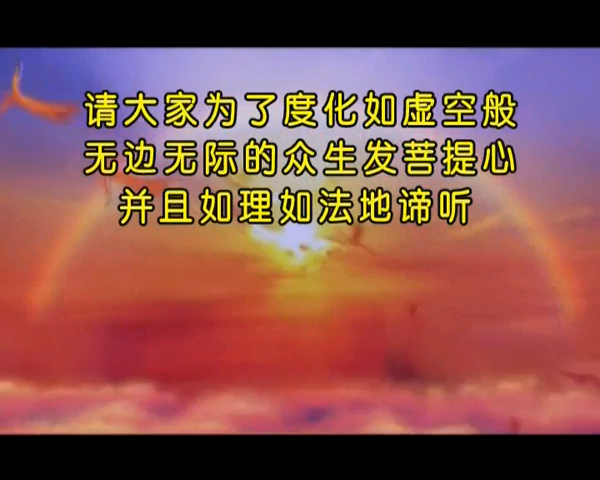 请大家为了度化如虚空般
无边无际的众生发菩提心
并且如理如法地谛听